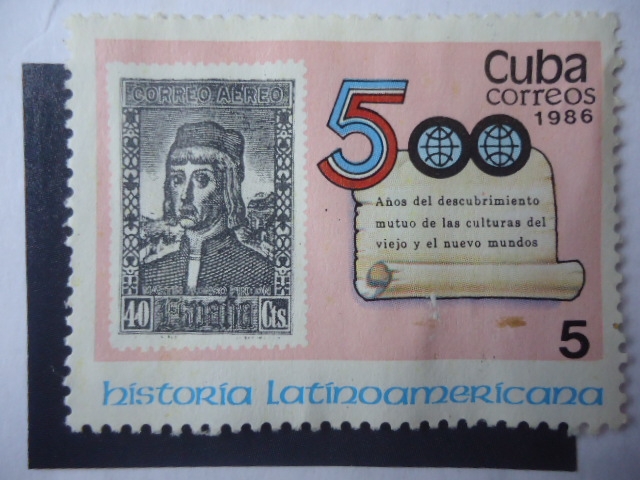 CORREO AEREO
40 España Cts
500
Cuba
correos
1986
Años del descubrimiento
mutuo de las culturas del
viejo y el nuevo mundos
5
historia Latinoamericana